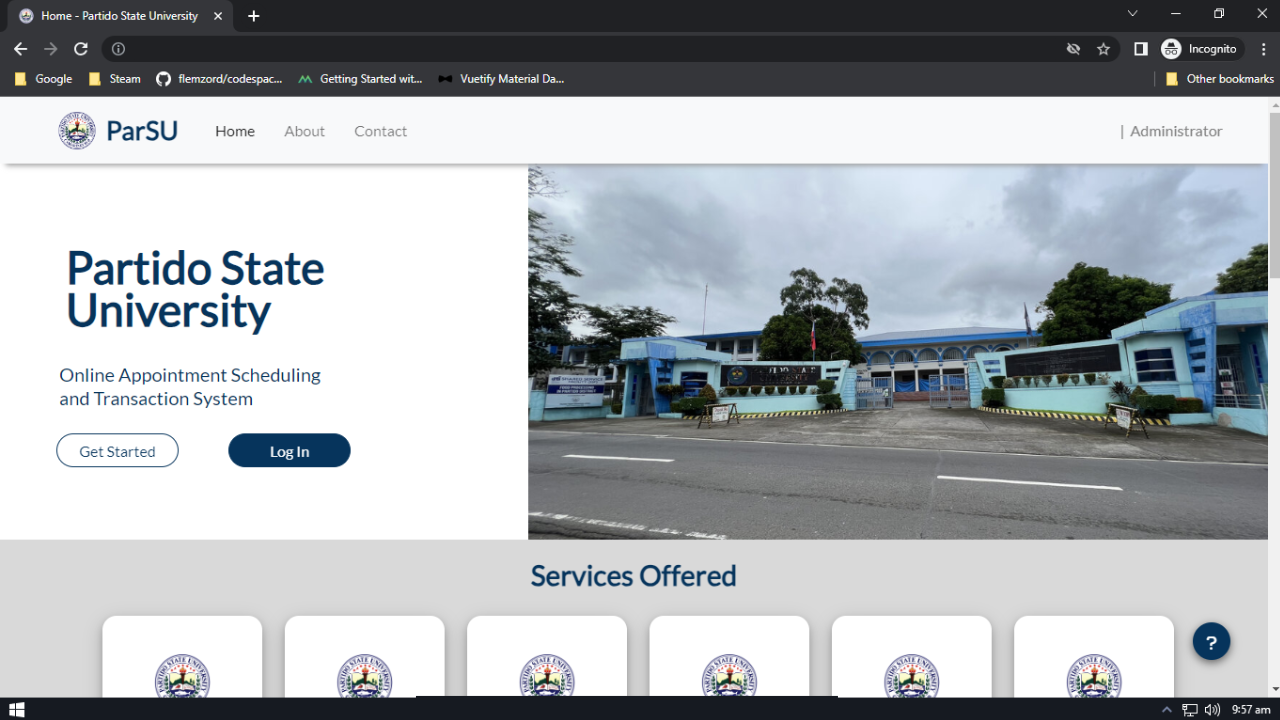 Home - Partido State University
Incognito
Google
Steam
flemzord/codespac...
Getting Started wit...
Vuetify Material Da...
Other bookmarks
ParSU
Home
About
Contact
| Administrator
Partido State
University
Online Appointment Scheduling
and Transaction System
Get Started
Log In
Services Offered
?
9:57 am